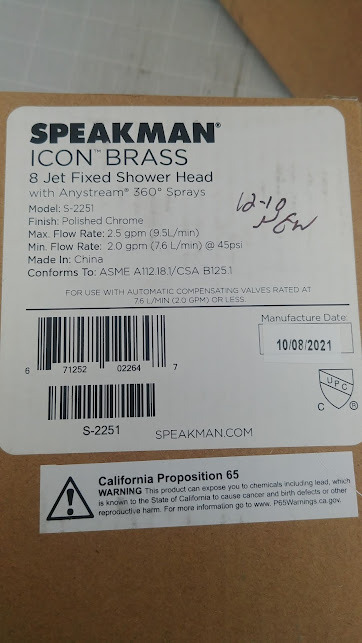 SPEAKMAN®
ICON™ BRASS
8 Jet Fixed Shower Head
with Anystream® 360° Sprays
Model: S-2251
Finish: Polished Chrome
Max. Flow Rate: 2.5 gpm (9.5L/min)
Min. Flow Rate: 2.0 gpm (7.6 L/min) @ 45psi
Made In: China
Conforms To: ASME A112.18.1/CSA B125.1
12-10
New
FOR USE WITH AUTOMATIC COMPENSATING VALVES RATED AT
7.6 L/MIN (2.0 GPM) OR LESS.
Manufacture Date:
10/08/2021
6 71252 02264 7
UPC
C ®
S-2251
SPEAKMAN.COM
California Proposition 65
WARNING This product can expose you to chemicals including lead, which
is known to the State of California to cause cancer and birth defects or other
reproductive harm. For more information go to www. P65Warnings.ca.gov.